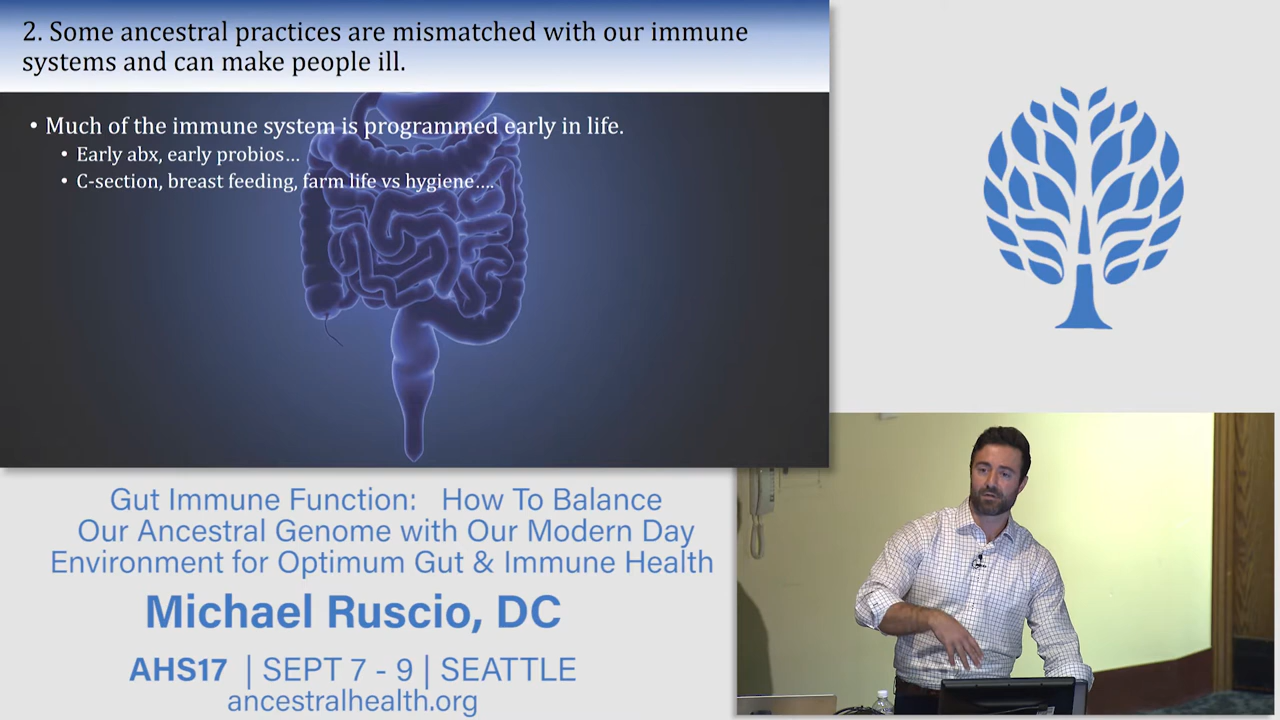 2. Some ancestral practices are mismatched with our immune
systems and can make people ill.
• Much of the immune system is programmed early in life.
• Early abx, early probios…
• C-section, breast feeding, farm life vs hygiene….
Gut Immune Function: How To Balance
Our Ancestral Genome with Our Modern Day
Environment for Optimum Gut & Immune Health
Michael Ruscio, DC
AHS17 | SEPT 7 - 9 | SEATTLE
ancestralhealth.org